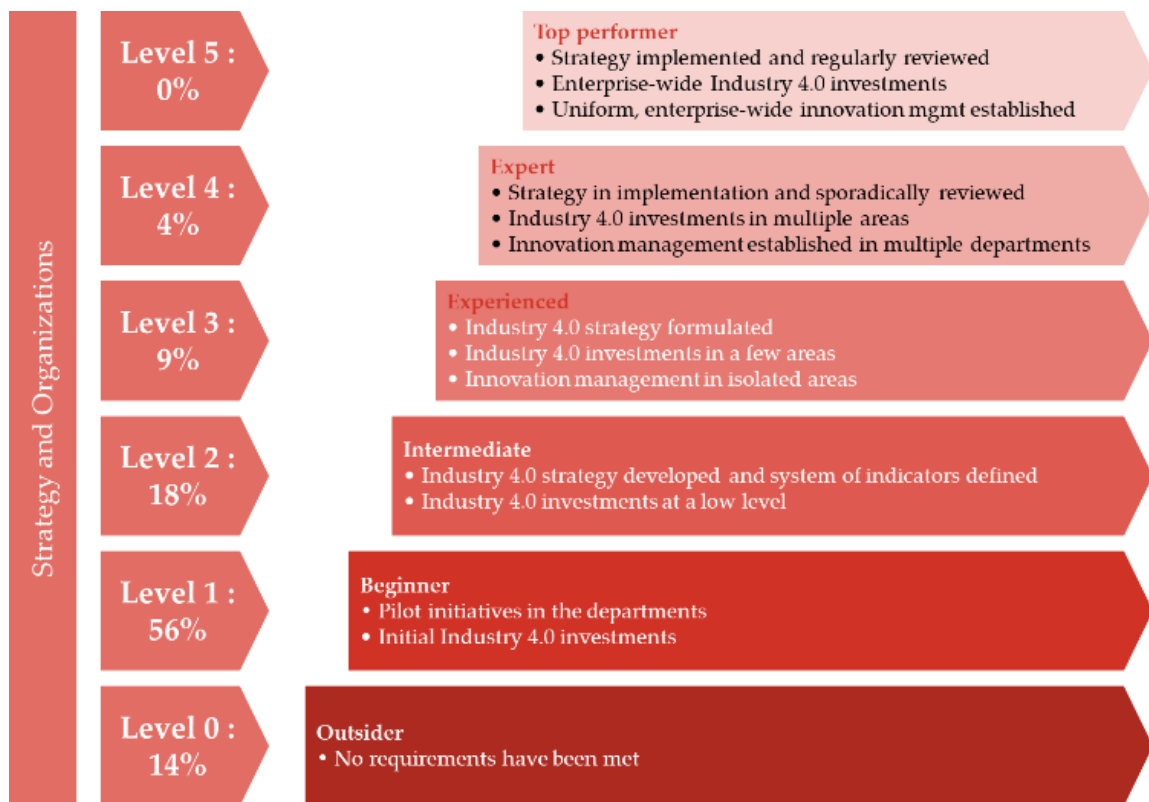 Strategy and Organizations
Level 5 :
0%
Top performer
• Strategy implemented and regularly reviewed
• Enterprise-wide Industry 4.0 investments
• Uniform, enterprise-wide innovation mgmt established
Level 4 :
4%
Expert
• Strategy in implementation and sporadically reviewed
• Industry 4.0 investments in multiple areas
• Innovation management established in multiple departments
Level 3 :
9%
Experienced
• Industry 4.0 strategy formulated
• Industry 4.0 investments in a few areas
• Innovation management in isolated areas
Level 2 :
18%
Intermediate
• Industry 4.0 strategy developed and system of indicators defined
• Industry 4.0 investments at a low level
Level 1 :
56%
Beginner
• Pilot initiatives in the departments
• Initial Industry 4.0 investments
Level 0 :
14%
Outsider
• No requirements have been met